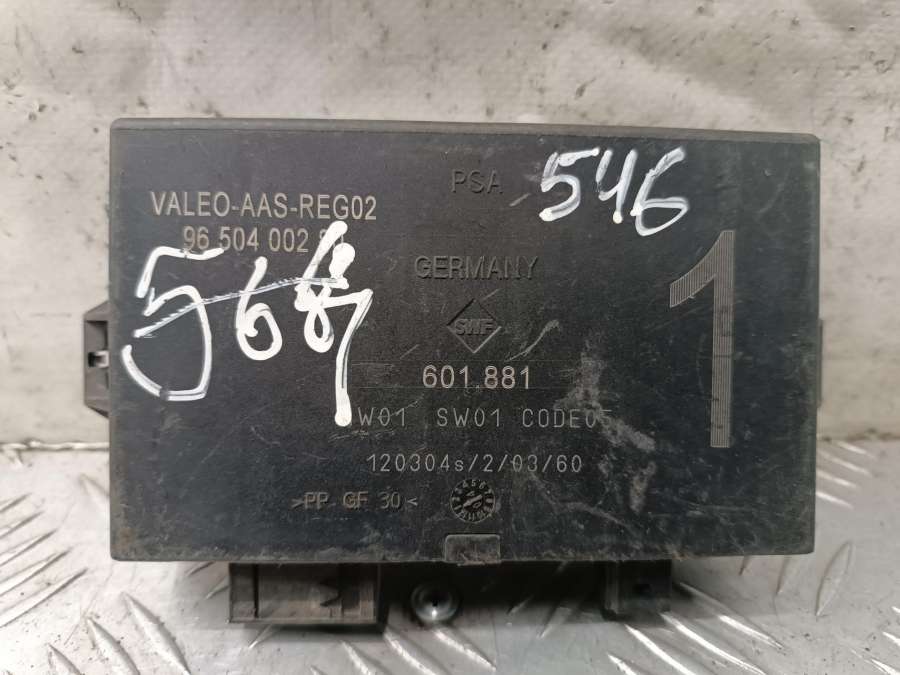 PSA
546
VALEO-AAS-REG02
96 504 002
GERMANY
1
SWF
601.881
W01 SW01 CODE05
120304s/2/03/60
>PP GF 30<